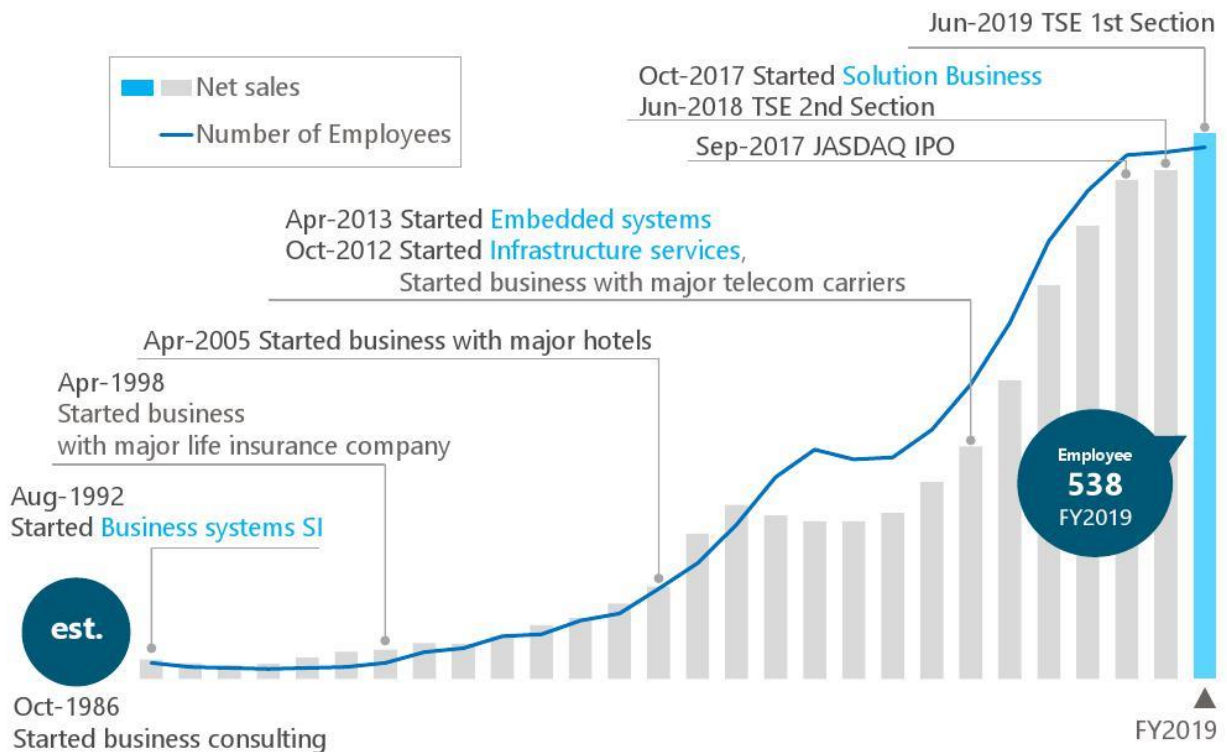 Jun-2019 TSE 1st Section
Net sales
Number of Employees
Oct-2017 Started Solution Business
Jun-2018 TSE 2nd Section
Sep-2017 JASDAQ IPO
Apr-2013 Started Embedded systems
Oct-2012 Started Infrastructure services,
Started business with major telecom carriers
Apr-2005 Started business with major hotels
Apr-1998
Started business
with major life insurance company
Aug-1992
Started Business systems SI
Employee
538
FY2019
est.
Oct-1986
Started business consulting
FY2019